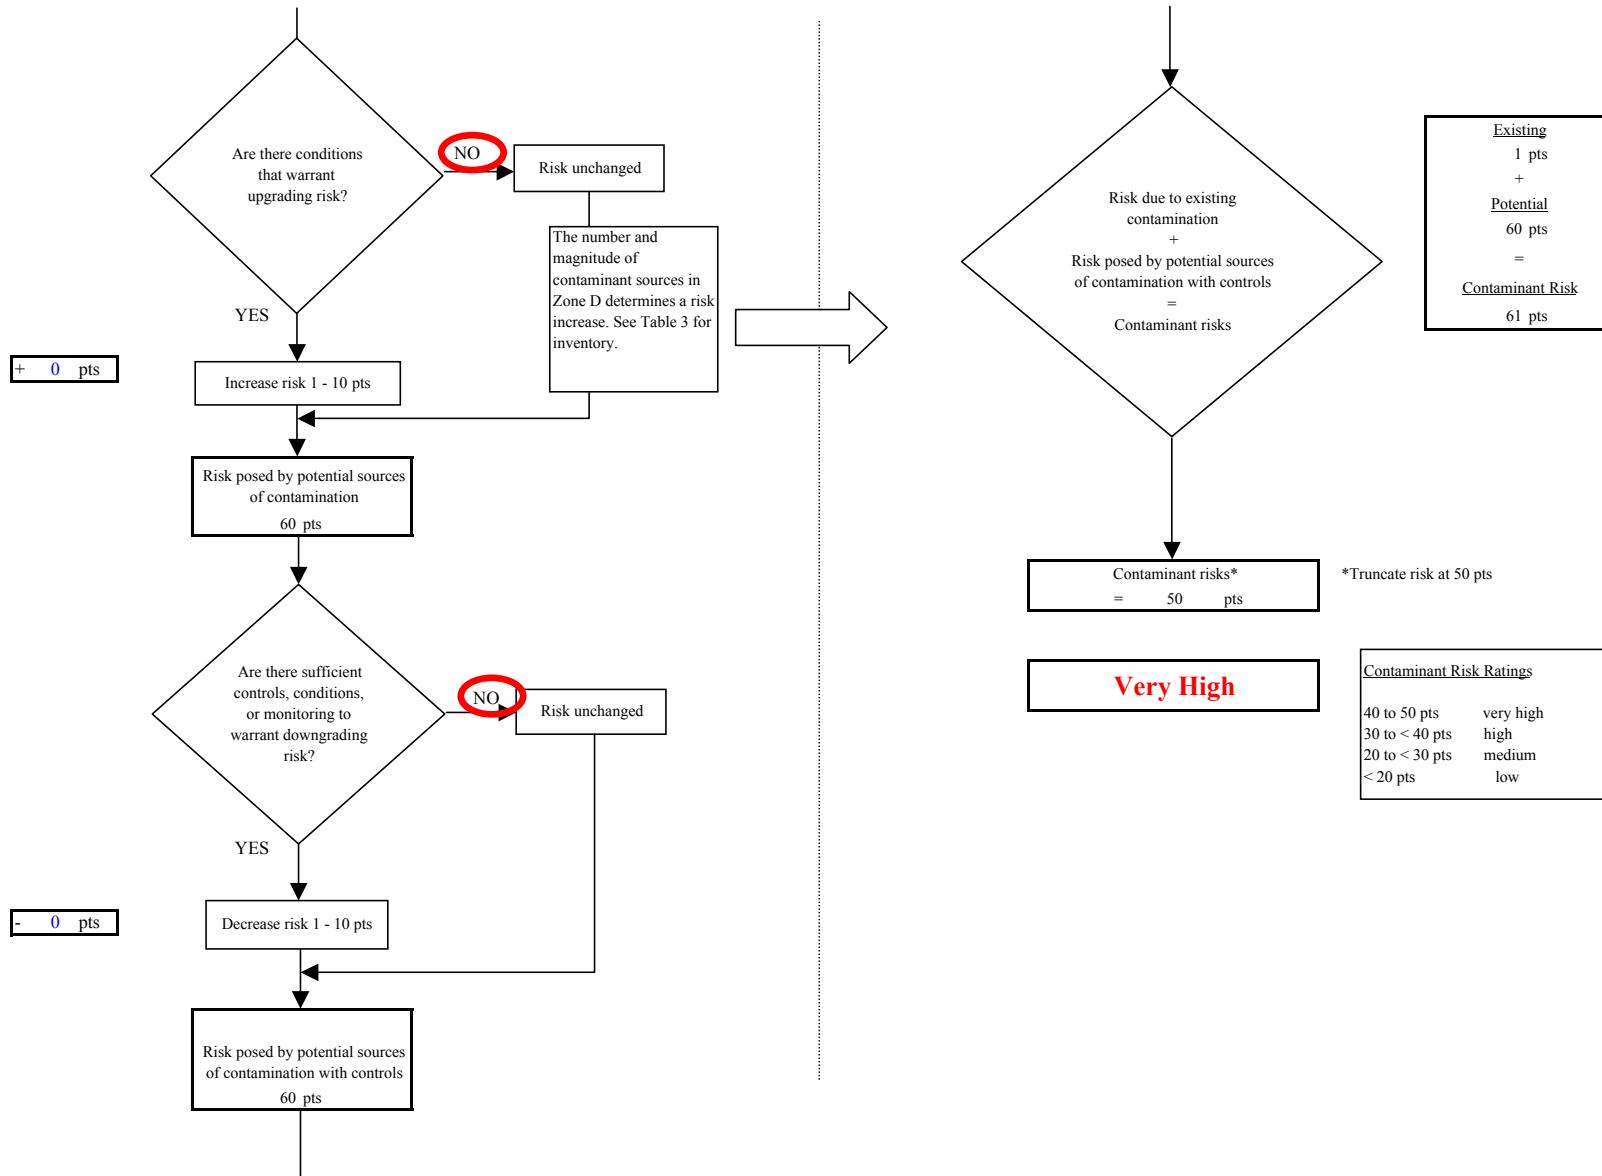 Are there conditions
that warrant
upgrading risk?
NO
Risk unchanged
The number and
magnitude of
contaminant sources in
Zone D determines a risk
increase. See Table 3 for
inventory.
YES
+ 0 pts
Increase risk 1 - 10 pts
Risk posed by potential sources
of contamination
60 pts
Are there sufficient
controls, conditions,
or monitoring to
warrant downgrading
risk?
NO
Risk unchanged
YES
- 0 pts
Decrease risk 1 - 10 pts
Risk posed by potential sources
of contamination with controls
60 pts
Risk due to existing
contamination
+
Risk posed by potential sources
of contamination with controls
=
Contaminant risks
Existing
1 pts
+
Potential
60 pts
=
Contaminant Risk
61 pts
Contaminant risks*
= 50 pts
*Truncate risk at 50 pts
Very High
Contaminant Risk Ratings
40 to 50 pts very high
30 to < 40 pts high
20 to < 30 pts medium
< 20 pts low